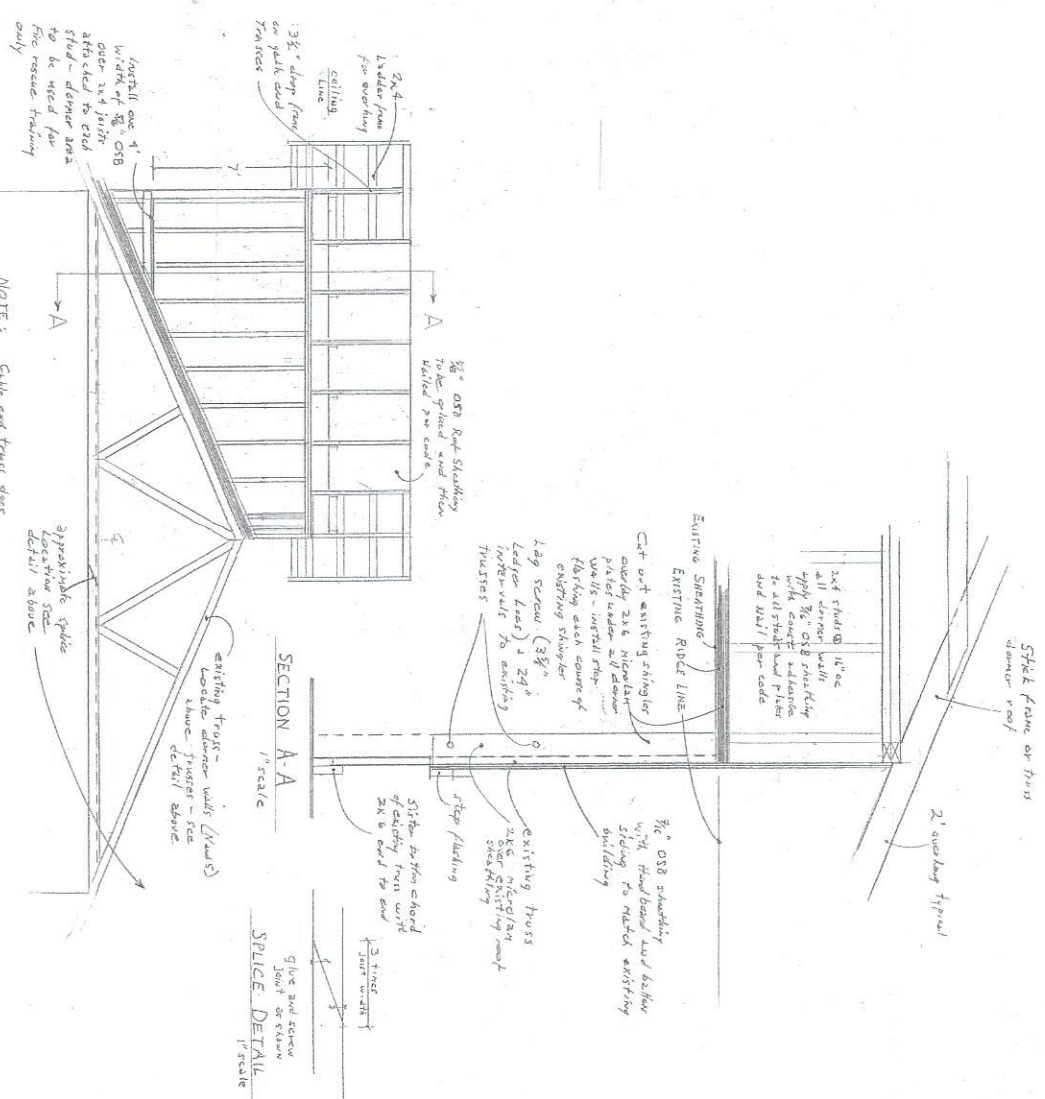 Stick frame or truss
dormer roof
2' overhang typical
2x4 studs @ 16" oc
all dormer walls
apply 7/16" OSB sheathing
with const adhesive
to all studs and plates
and nail per code
EXISTING SHEATHING
EXISTING RIDGE LINE
Cut out existing shingles
overlay 2x6 microlam
plates under all dormer
walls - install step
flashing each course of
existing shingles
Lag screw (3 1/2"
Ledger Locs) @ 24"
intervals to existing
trusses
7/16" OSB sheathing
with Hardboard and batten
siding to match existing
building
existing truss
2x6 microlam
over existing roof
sheathing
step flashing
Sister bottom chord
of existing truss with
2x6 end to end
SECTION A-A
1" scale
3 times
joist width
glue and screw
joint as shown
SPLICE DETAIL
1" scale
OSB Roof Sheathing
to be glued and then
Nailed per code
2x4
Ladder frame
for overhang
ceiling
Line
3 1/2" drop frame
on gable end
Trusses
7'
A
A
install one 4'
width of OSB
over 2x4 joists
attached to each
stud - dormer area
to be used for
Fire rescue training
only
existing truss -
Locate dormer walls (N and S)
above trusses - see
detail above
approximate splice
Location see
detail above
NOTE: Gable end truss does